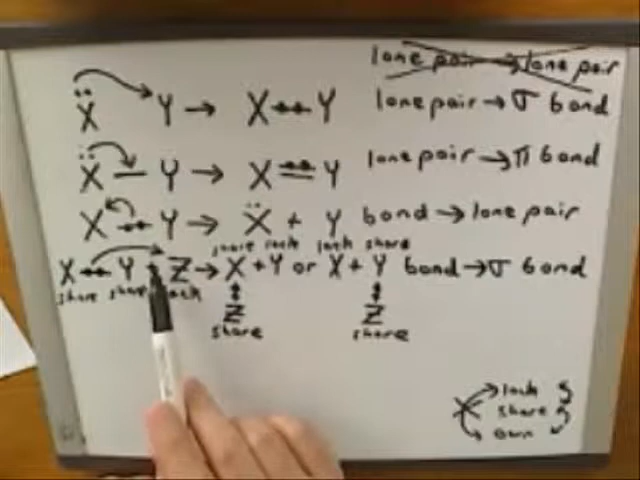 lone pair → lone pair
Ẍ Y → X Y lone pair → σ bond
Ẍ — Y → X = Y lone pair → π bond
X Y → Ẍ + Y bond → lone pair
share lack lack share
X Y + Z → X + Y or X + Y bond → σ bond
share share lack
Z Z
share share
X lack
share
own